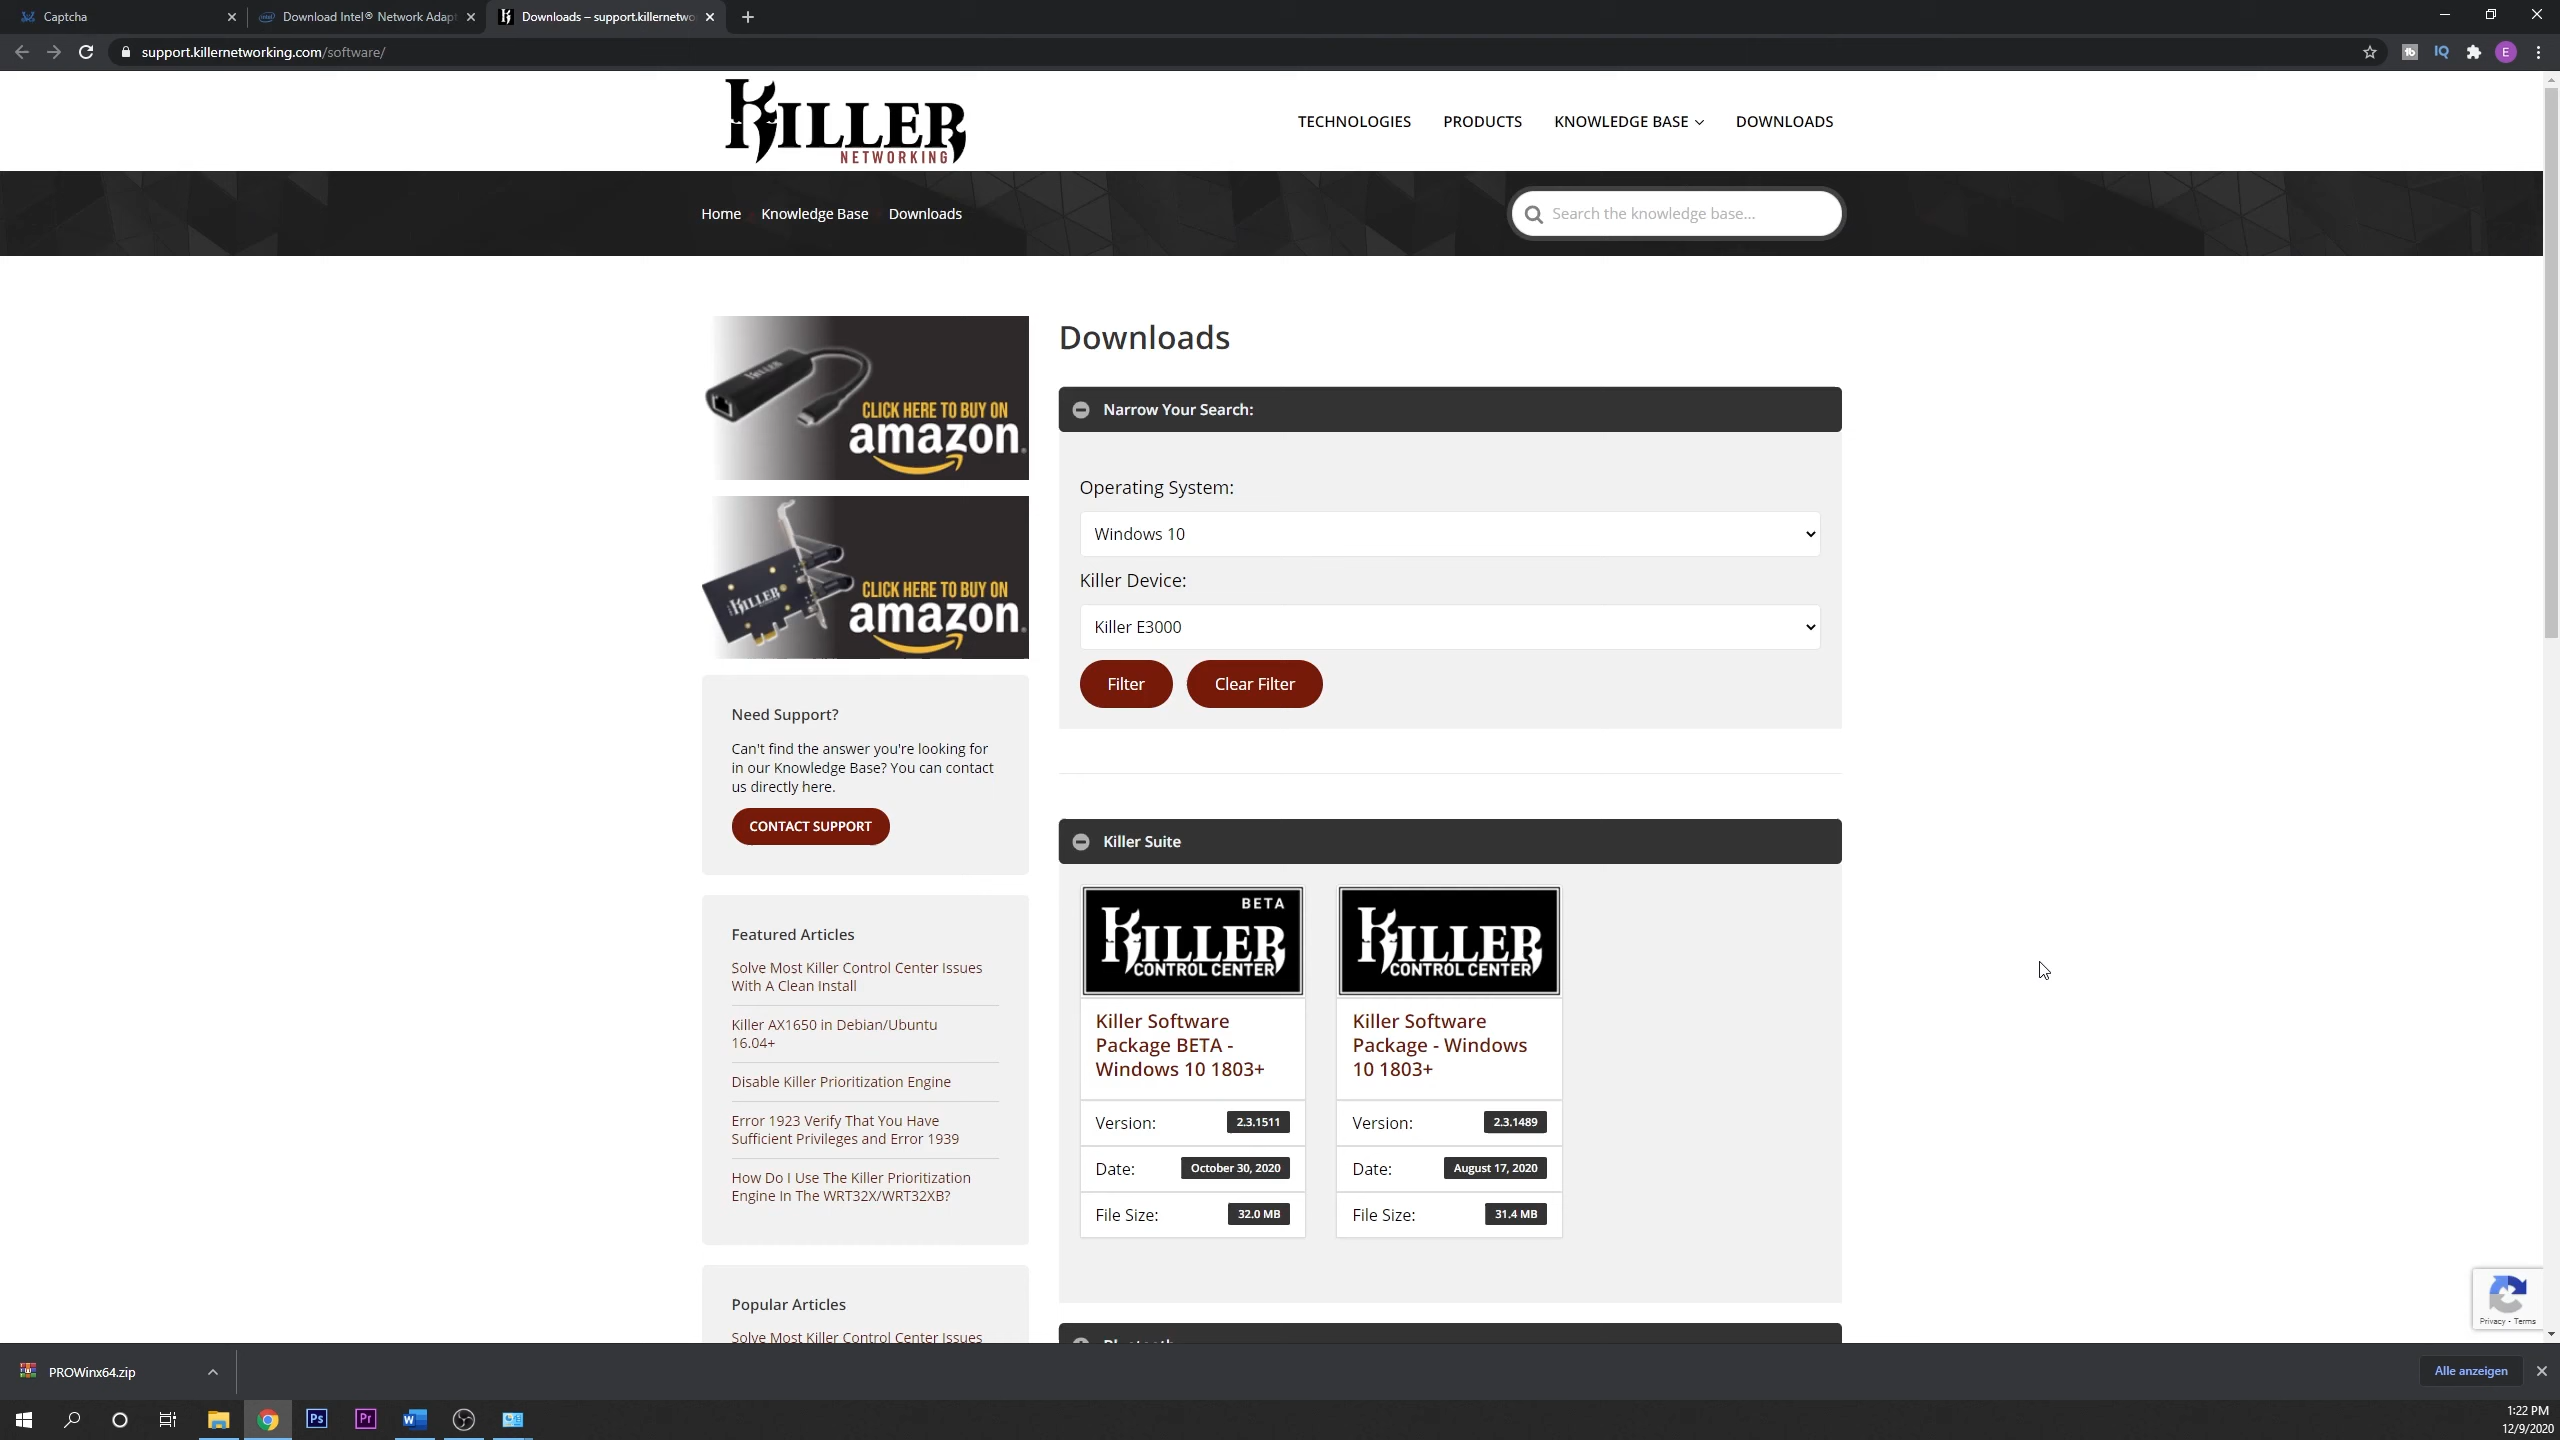 Captcha
Download Intel® Network Adapt
Downloads – support.killernetwo
support.killernetworking.com/software/
KILLER
NETWORKING
TECHNOLOGIES
PRODUCTS
KNOWLEDGE BASE
DOWNLOADS
Home
Knowledge Base
Downloads
Search the knowledge base...
CLICK HERE TO BUY ON
amazon
CLICK HERE TO BUY ON
amazon
Need Support?
Can't find the answer you're looking for
in our Knowledge Base? You can contact
us directly here.
CONTACT SUPPORT
Featured Articles
Solve Most Killer Control Center Issues
With A Clean Install
Killer AX1650 in Debian/Ubuntu
16.04+
Disable Killer Prioritization Engine
Error 1923 Verify That You Have
Sufficient Privileges and Error 1939
How Do I Use The Killer Prioritization
Engine In The WRT32X/WRT32XB?
Popular Articles
Solve Most Killer Control Center Issues
Downloads
Narrow Your Search:
Operating System:
Windows 10
Killer Device:
Killer E3000
Filter
Clear Filter
Killer Suite
BETA
KILLER
CONTROL CENTER
Killer Software
Package BETA -
Windows 10 1803+
Version: 2.3.1511
Date: October 30, 2020
File Size: 32.0 MB
KILLER
CONTROL CENTER
Killer Software
Package - Windows
10 1803+
Version: 2.3.1489
Date: August 17, 2020
File Size: 31.4 MB
Privacy - Terms
PROWinx64.zip
Alle anzeigen
1:22 PM
12/9/2020
E
IQ
tb
Ps
Pr
W